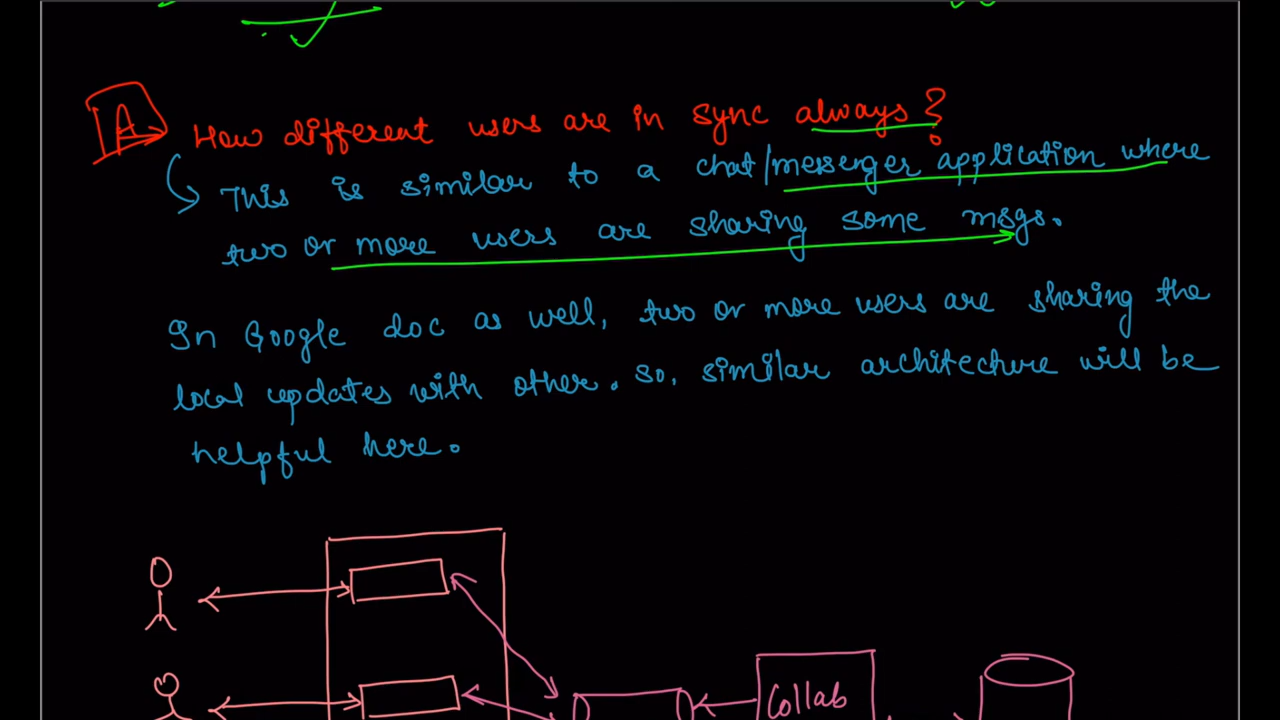 A
How different users are in sync always?
This is similar to a chat/messenger application where
two or more users are sharing some msgs.
In Google doc as well, two or more users are sharing the
local updates with other. so, similar architecture will be
helpful here.
Collab